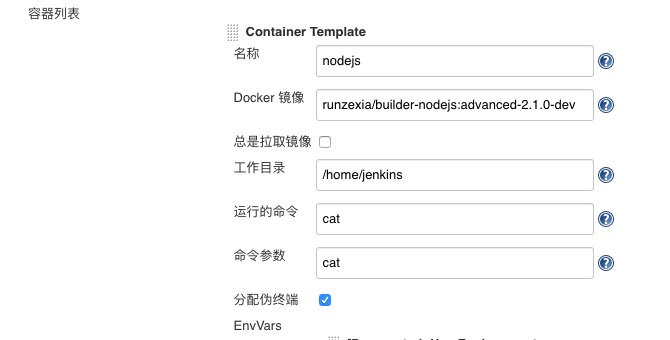 容器列表
Container Template
名称
nodejs
Docker 镜像
runzexia/builder-nodejs:advanced-2.1.0-dev
总是拉取镜像
工作目录
/home/jenkins
运行的命令
cat
命令参数
cat
分配伪终端
EnvVars